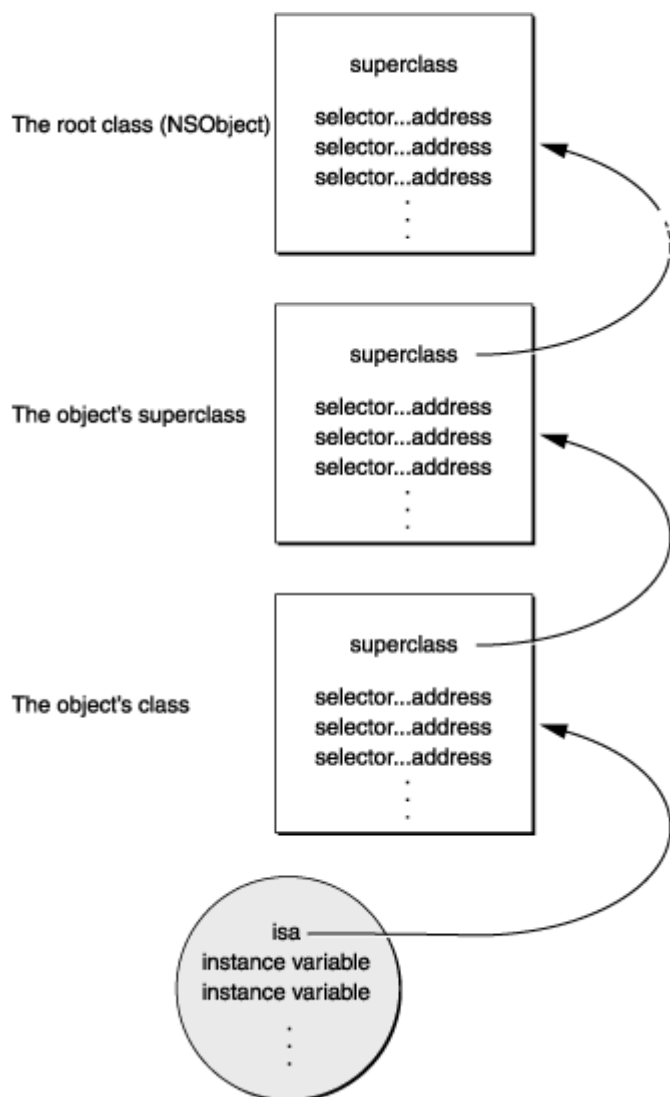 superclass
The root class (NSObject)
selector...address
selector...address
selector...address
.
.
.
superclass
The object's superclass
selector...address
selector...address
selector...address
.
.
.
superclass
The object's class
selector...address
selector...address
selector...address
.
.
.
isa
instance variable
instance variable
.
.
.